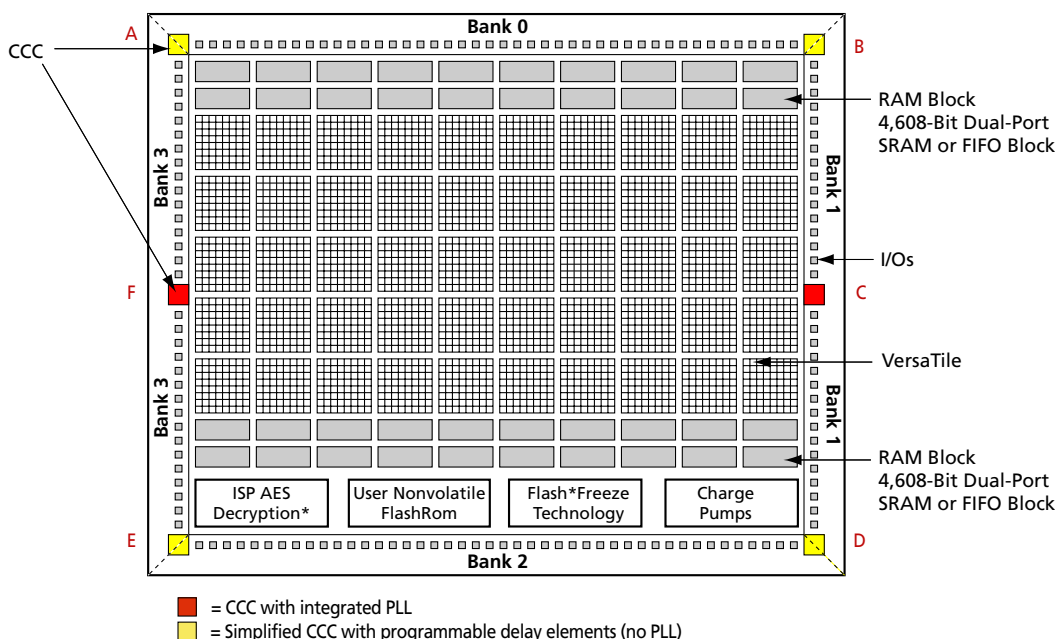 Bank 0
A
B
CCC
RAM Block
4,608-Bit Dual-Port
SRAM or FIFO Block
Bank 3
Bank 1
I/Os
F
C
VersaTile
Bank 3
Bank 1
RAM Block
4,608-Bit Dual-Port
SRAM or FIFO Block
ISP AES
Decryption*
User Nonvolatile
FlashRom
Flash*Freeze
Technology
Charge
Pumps
E
D
Bank 2
= CCC with integrated PLL
= Simplified CCC with programmable delay elements (no PLL)